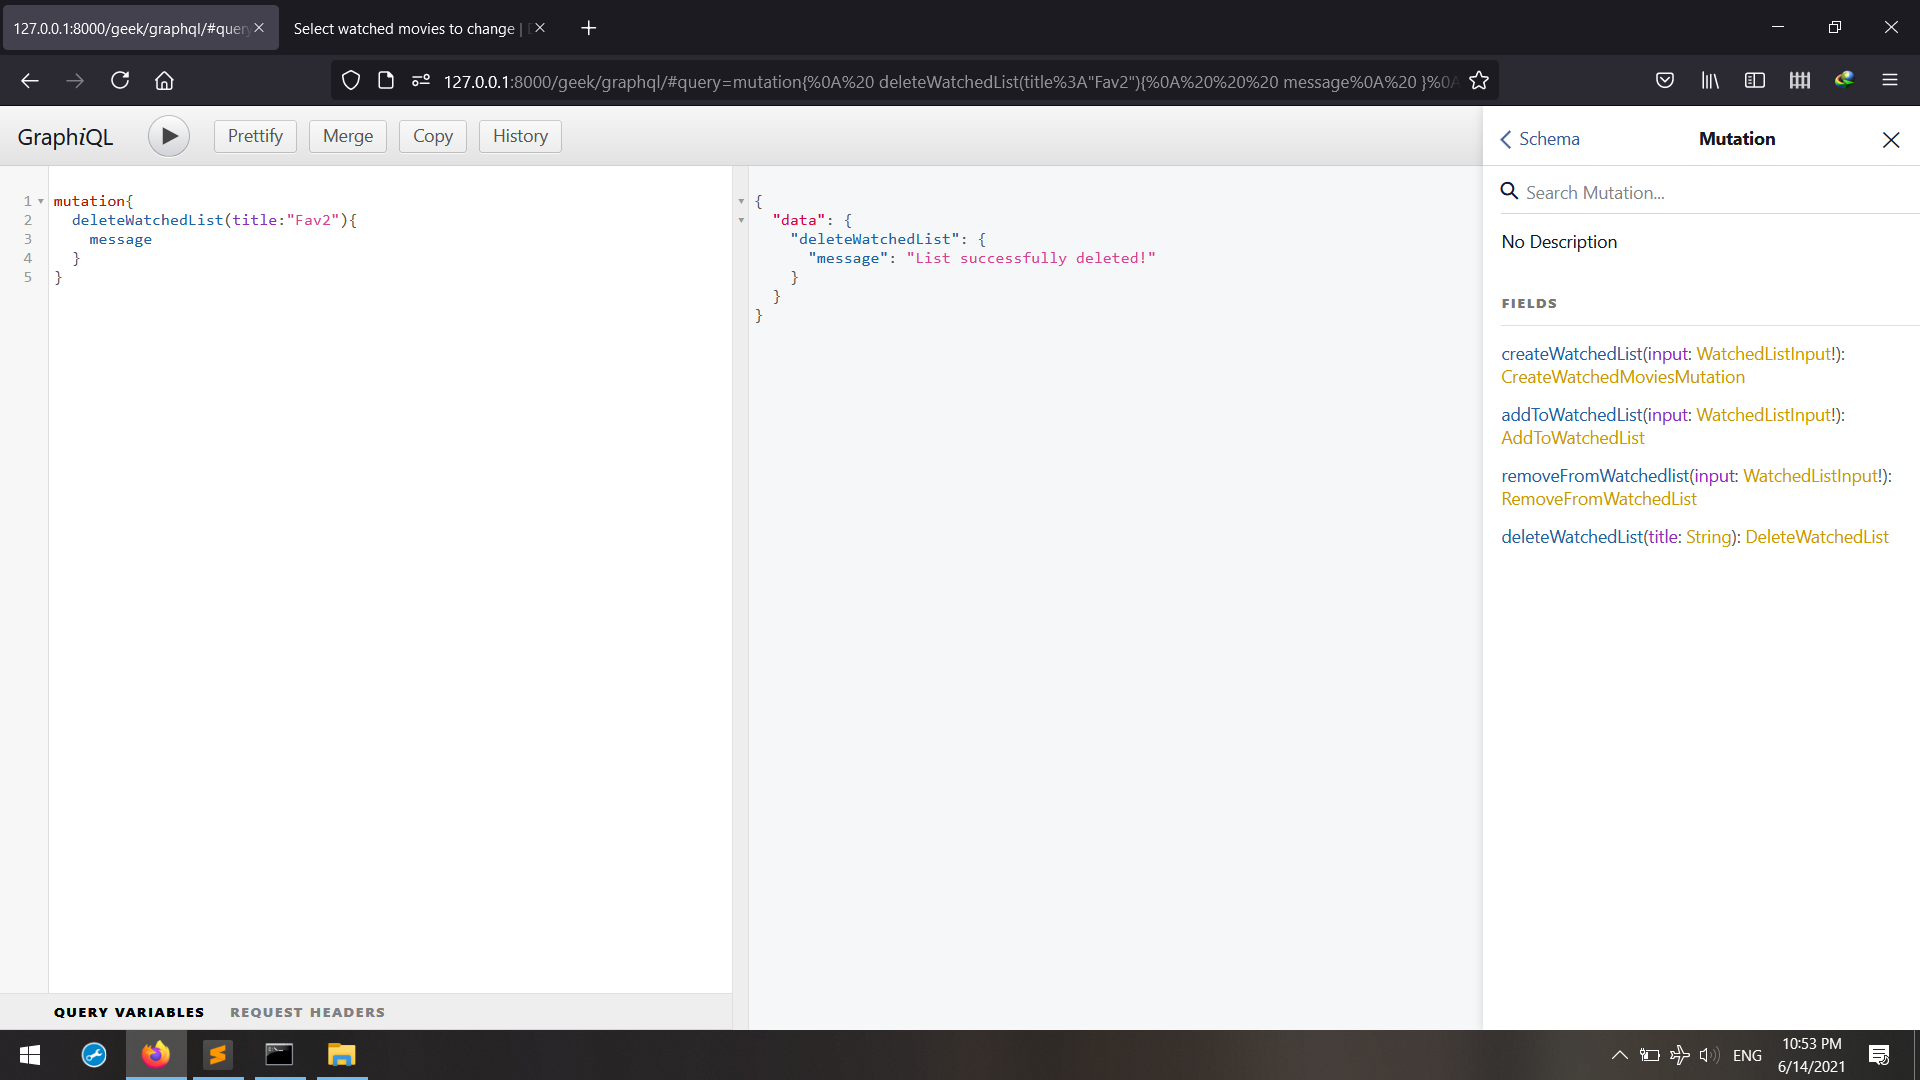 127.0.0.1:8000/geek/graphql/#query
Select watched movies to change |
127.0.0.1:8000/geek/graphql/#query=mutation{%0A%20 deleteWatchedList(title%3A"Fav2"){%0A%20%20%20 message%0A%20 }%0A
GraphiQL
Prettify
Merge
Copy
History
Schema
Mutation
1 mutation{
2 deleteWatchedList(title:"Fav2"){
3 message
4 }
5 }
{
"data": {
"deleteWatchedList": {
"message": "List successfully deleted!"
}
}
}
Search Mutation...
No Description
FIELDS
createWatchedList(input: WatchedListInput!):
CreateWatchedMoviesMutation
addToWatchedList(input: WatchedListInput!):
AddToWatchedList
removeFromWatchedlist(input: WatchedListInput!):
RemoveFromWatchedList
deleteWatchedList(title: String): DeleteWatchedList
QUERY VARIABLES
REQUEST HEADERS
ENG
10:53 PM
6/14/2021